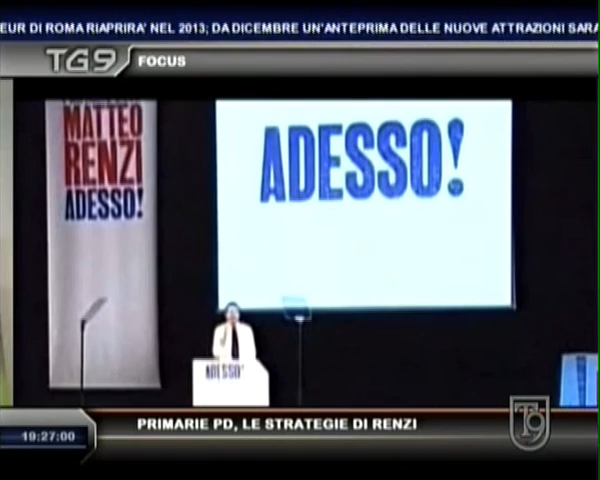 EUR DI ROMA RIAPRIRA' NEL 2013; DA DICEMBRE UN'ANTEPRIMA DELLE NUOVE ATTRAZIONI SARA
TG9 FOCUS
MATTEO
RENZI
ADESSO!
ADESSO!
ADESSO!
PRIMARIE PD, LE STRATEGIE DI RENZI
19:27:00
T9